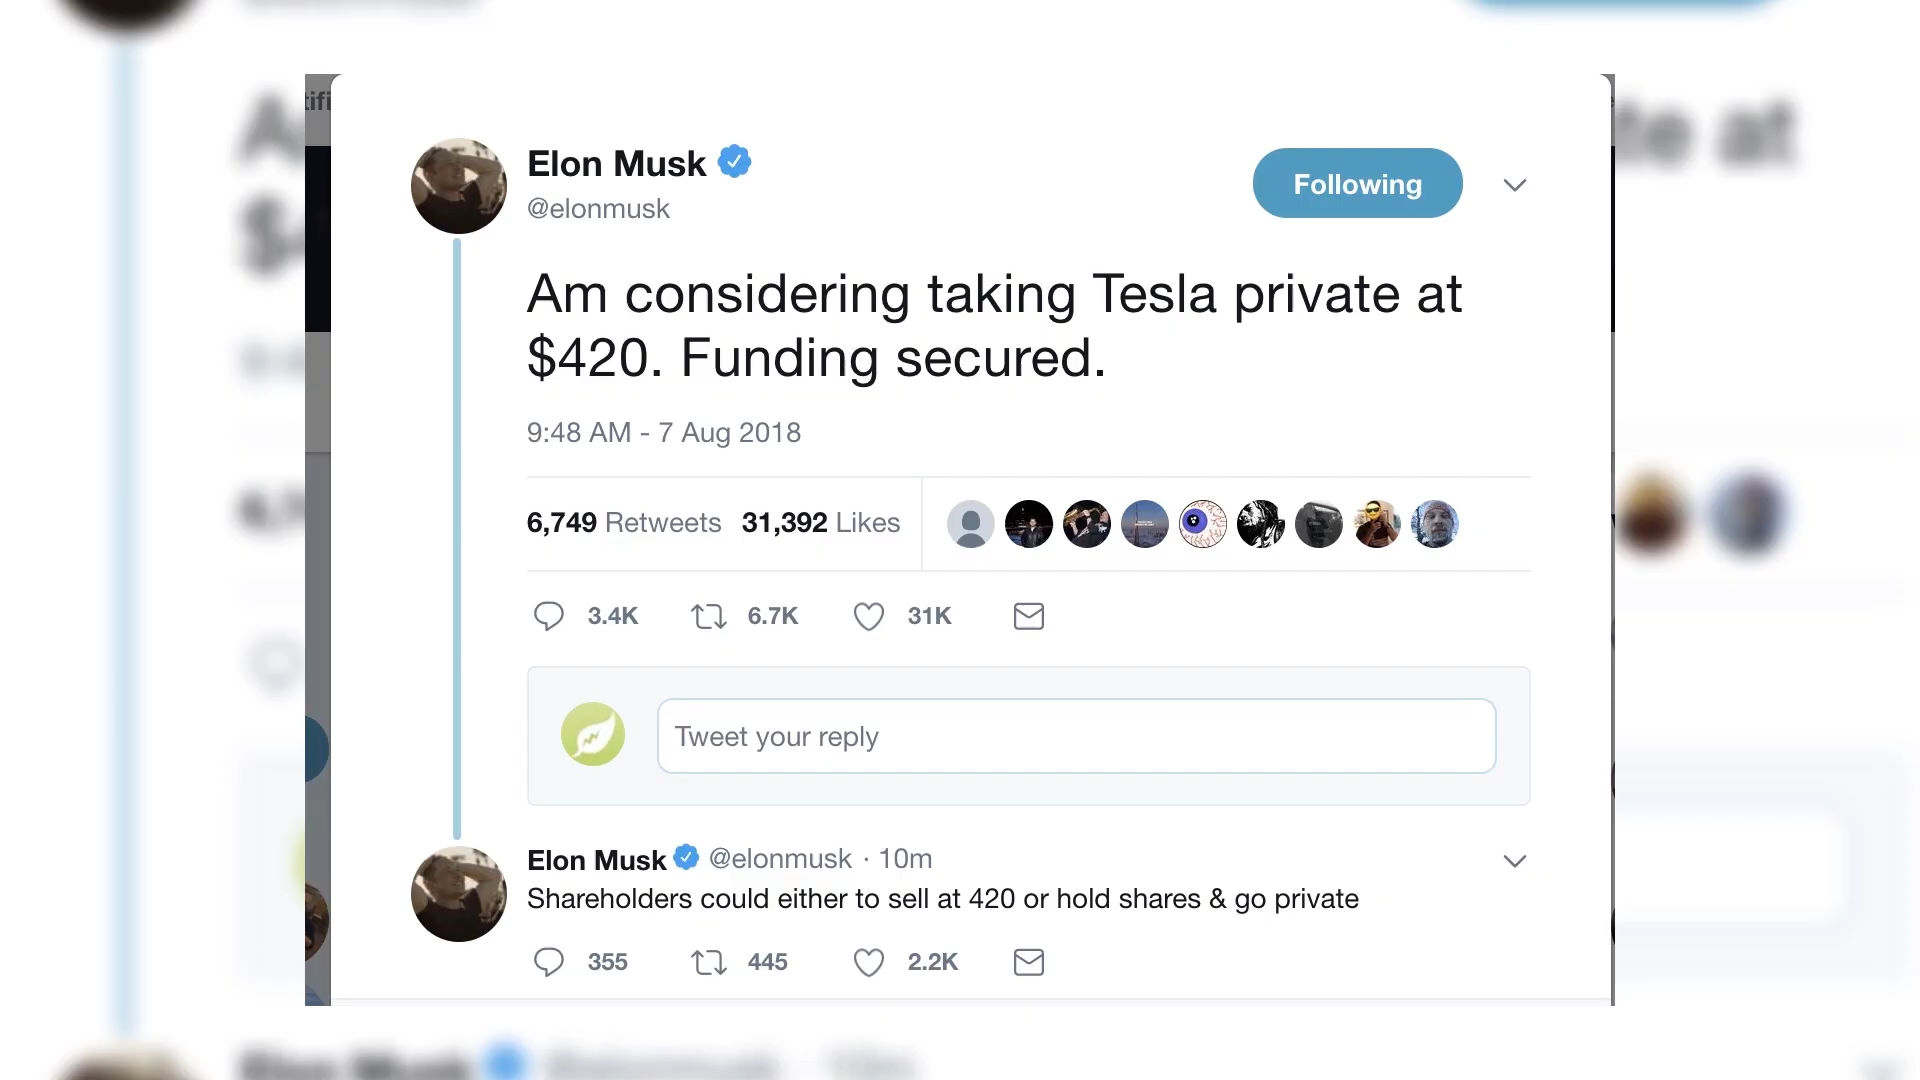 Elon Musk
@elonmusk
Following
Am considering taking Tesla private at
$420. Funding secured.
9:48 AM - 7 Aug 2018
6,749 Retweets 31,392 Likes
3.4K 6.7K 31K
Tweet your reply
Elon Musk @elonmusk · 10m
Shareholders could either to sell at 420 or hold shares & go private
355 445 2.2K